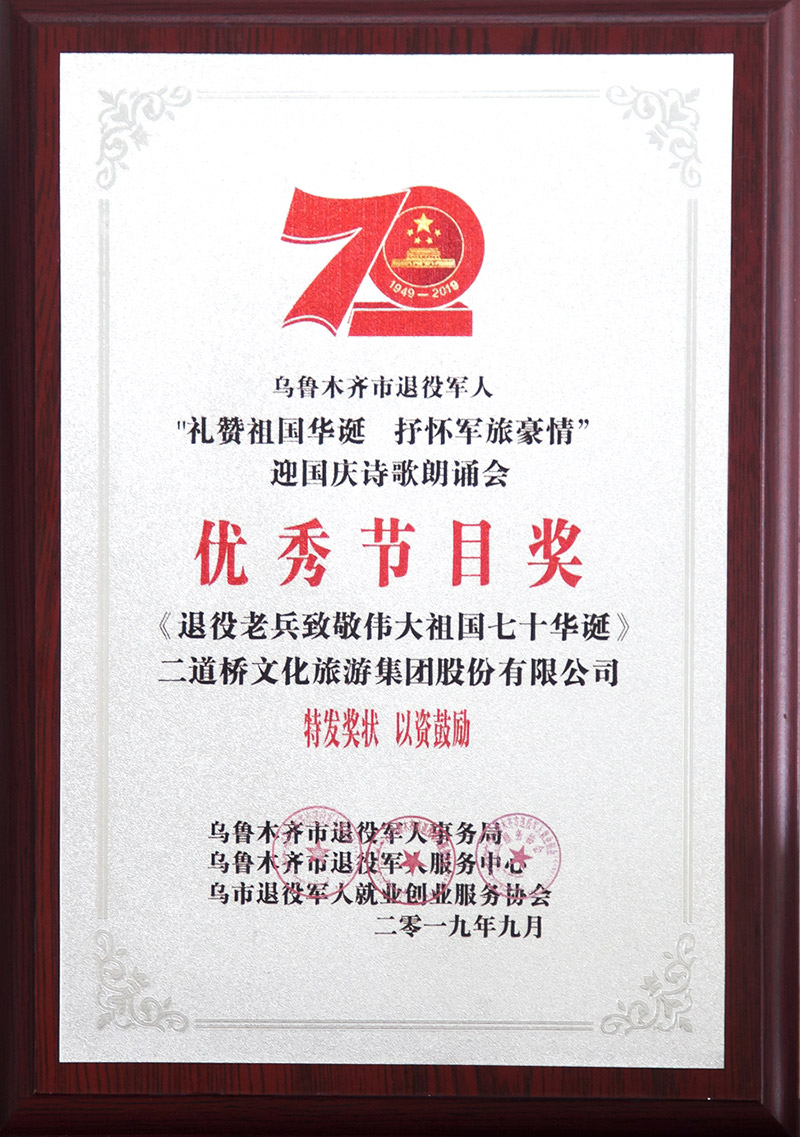 70
1949—2019
乌鲁木齐市退役军人
"礼赞祖国华诞 抒怀军旅豪情”
迎国庆诗歌朗诵会
优秀节目奖
《退役老兵致敬伟大祖国七十华诞》
二道桥文化旅游集团股份有限公司
特发奖状 以资鼓励
乌鲁木齐市退役军人事务局
乌鲁木齐市退役军人服务中心
乌市退役军人就业创业服务协会
二零一九年九月